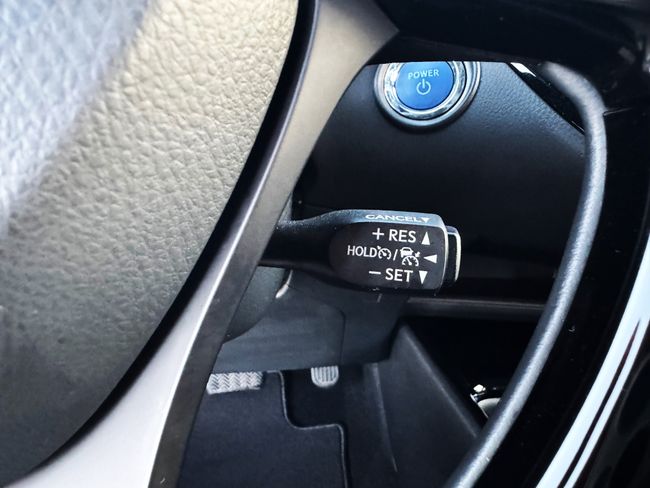 POWER
CANCEL▼
+ RES ▲
HOLD / ◀
− SET ▼